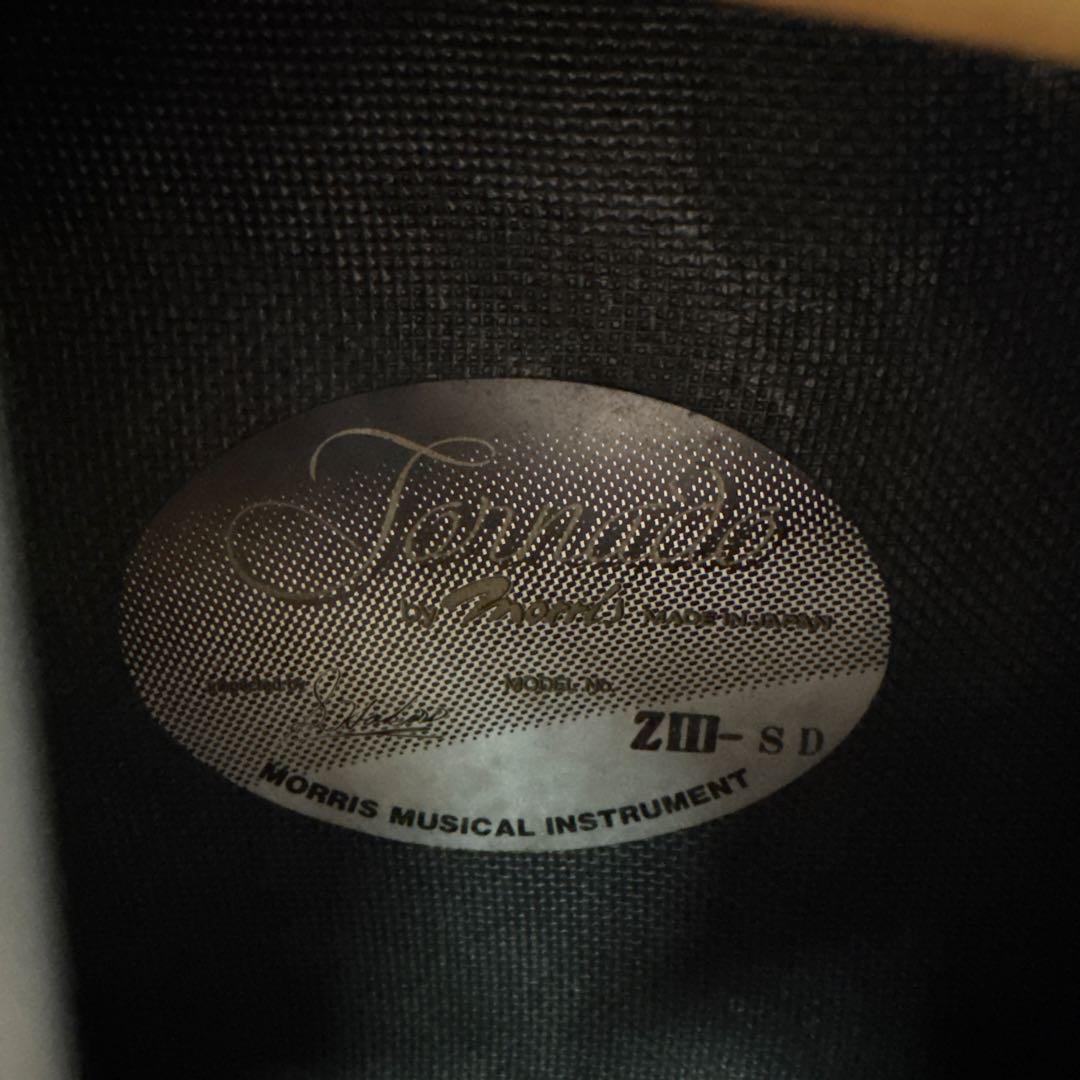 Tornado
by Morris MADE IN JAPAN
MODEL No.
ZIII-SD
MORRIS MUSICAL INSTRUMENT